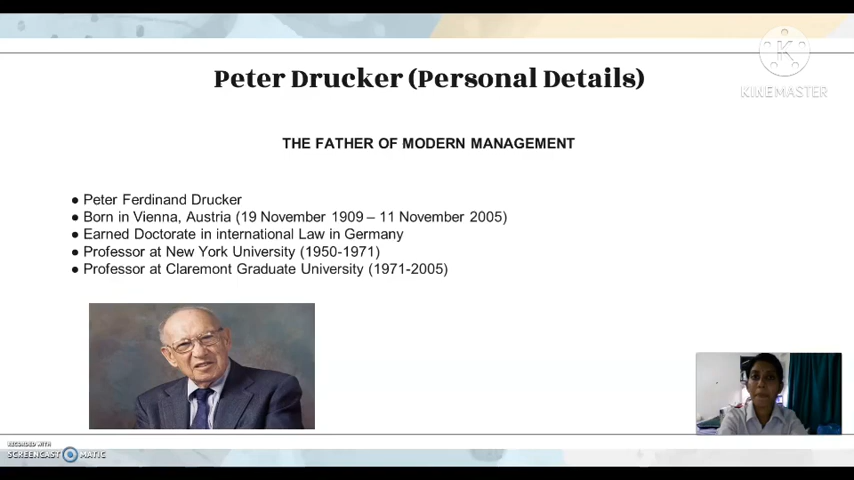 KINEMASTER
Peter Drucker (Personal Details)
THE FATHER OF MODERN MANAGEMENT
● Peter Ferdinand Drucker
● Born in Vienna, Austria (19 November 1909 – 11 November 2005)
● Earned Doctorate in international Law in Germany
● Professor at New York University (1950-1971)
● Professor at Claremont Graduate University (1971-2005)
RECORDED WITH
SCREENCAST MATIC